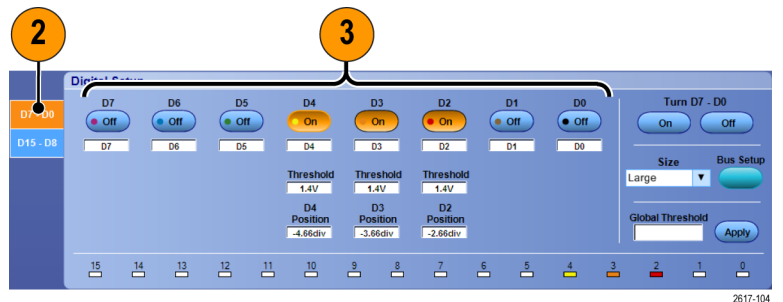 2 3
Digital Setup
D7 - D0
D15 - D8
D7 D6 D5 D4 D3 D2 D1 D0
Off Off Off On On On Off Off
D7 D6 D5 D4 D3 D2 D1 D0
Threshold Threshold Threshold
1.4V 1.4V 1.4V
D4 Position D3 Position D2 Position
-4.66div -3.66div -2.66div
Turn D7 - D0
On Off
Size Bus Setup
Large
Global Threshold
Apply
15 14 13 12 11 10 9 8 7 6 5 4 3 2 1 0
2617-104